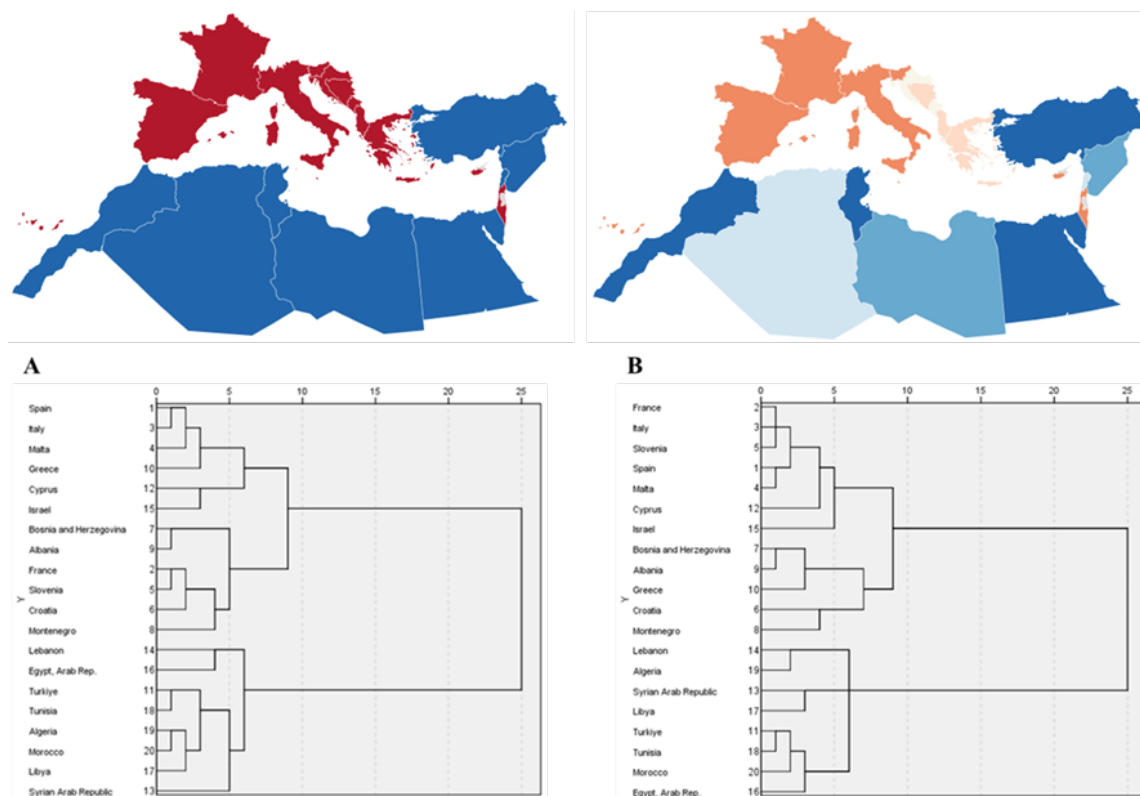 A
0 5 10 15 20 25
Spain 1
Italy 3
Malta 4
Greece 10
Cyprus 12
Israel 15
Bosnia and Herzegovina 7
Albania 9
France 2
Slovenia 5
Croatia 6
Montenegro 8
Lebanon 14
Egypt, Arab Rep. 16
Turkiye 11
Tunisia 18
Algeria 19
Morocco 20
Libya 17
Syrian Arab Republic 13
Y
B
0 5 10 15 20 25
France 2
Italy 3
Slovenia 5
Spain 1
Malta 4
Cyprus 12
Israel 15
Bosnia and Herzegovina 7
Albania 9
Greece 10
Croatia 6
Montenegro 8
Lebanon 14
Algeria 19
Syrian Arab Republic 13
Libya 17
Turkiye 11
Tunisia 18
Morocco 20
Egypt, Arab Rep. 16
Y